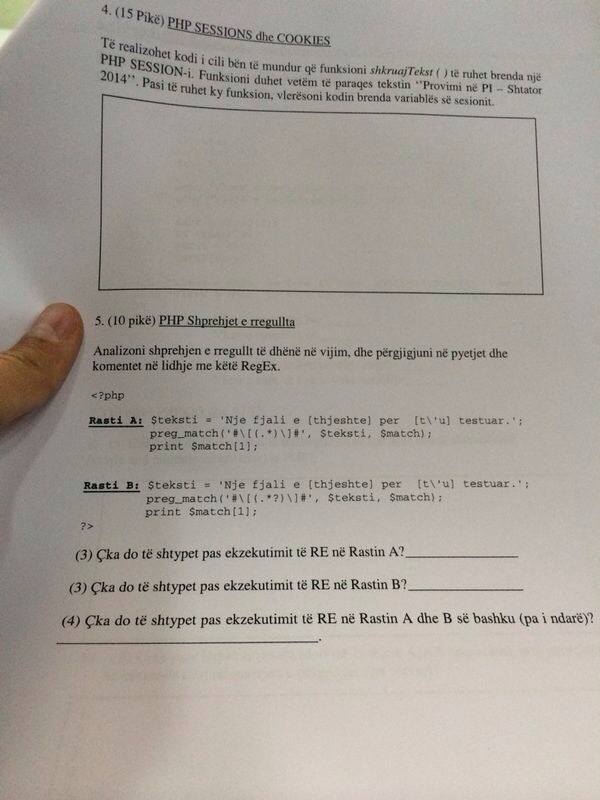 4. (15 Pikë) PHP SESSIONS dhe COOKIES
Të realizohet kodi i cili bën të mundur që funksioni shkruajTekst ( ) të ruhet brenda një
PHP SESSION-i. Funksioni duhet vetëm të paraqes tekstin ‘’Provimi në PI – Shtator
2014’’. Pasi të ruhet ky funksion, vlerësoni kodin brenda variablës së sesionit.
5. (10 pikë) PHP Shprehjet e rregullta
Analizoni shprehjen e rregullt të dhënë në vijim, dhe përgjigjuni në pyetjet dhe
komentet në lidhje me këtë RegEx.
<?php
Rasti A: $teksti = 'Nje fjali e [thjeshte] per [t\'u] testuar.';
preg_match('#\[(.*)\]#', $teksti, $match);
print $match[1];
Rasti B: $teksti = 'Nje fjali e [thjeshte] per [t\'u] testuar.';
preg_match('#\[(.*?)\]#', $teksti, $match);
print $match[1];
?>
(3) Çka do të shtypet pas ekzekutimit të RE në Rastin A?________________
(3) Çka do të shtypet pas ekzekutimit të RE në Rastin B?________________
(4) Çka do të shtypet pas ekzekutimit të RE në Rastin A dhe B së bashku (pa i ndarë)?
______________________________________.